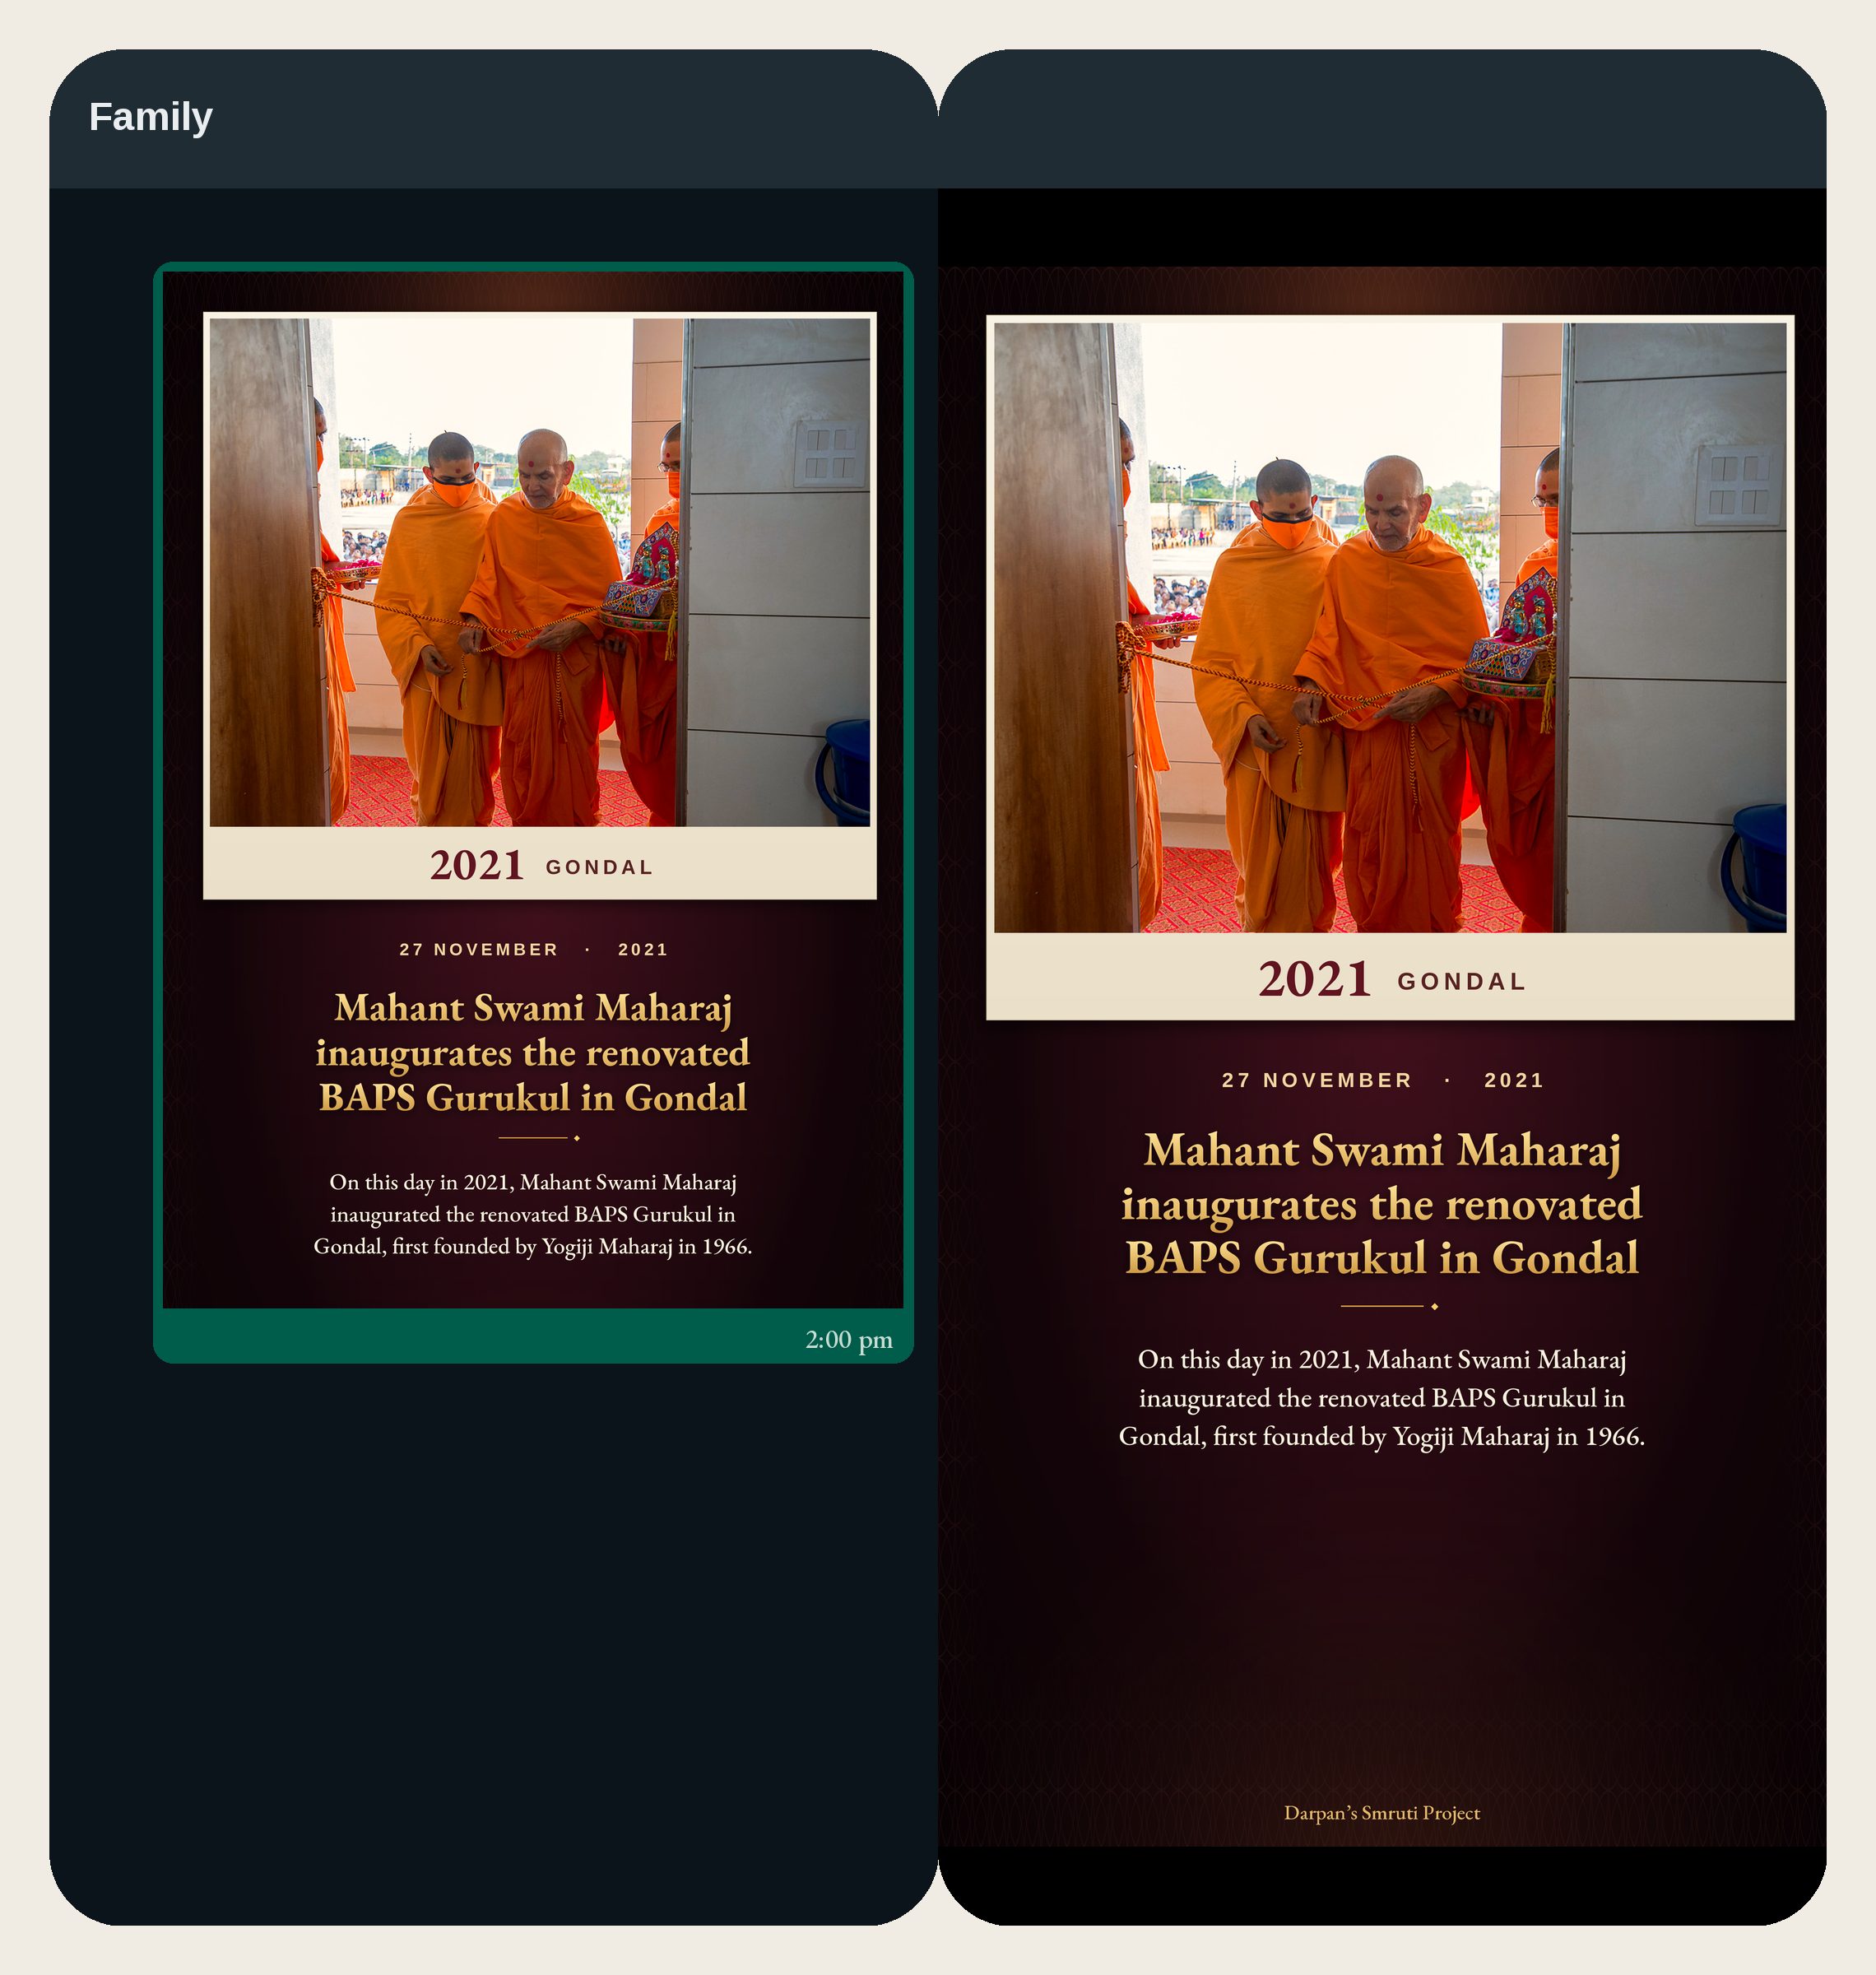 Family
2021 GONDAL
27 NOVEMBER · 2021
Mahant Swami Maharaj
inaugurates the renovated
BAPS Gurukul in Gondal
On this day in 2021, Mahant Swami Maharaj
inaugurated the renovated BAPS Gurukul in
Gondal, first founded by Yogiji Maharaj in 1966.
2:00 pm
2021 GONDAL
27 NOVEMBER · 2021
Mahant Swami Maharaj
inaugurates the renovated
BAPS Gurukul in Gondal
On this day in 2021, Mahant Swami Maharaj
inaugurated the renovated BAPS Gurukul in
Gondal, first founded by Yogiji Maharaj in 1966.
Darpan’s Smruti Project